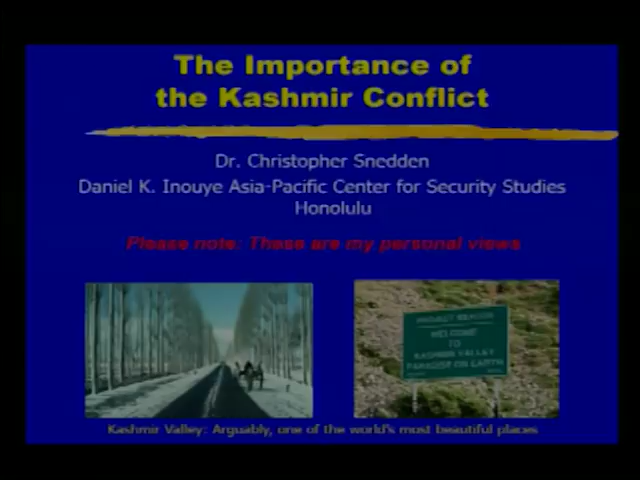 The Importance of
the Kashmir Conflict
Dr. Christopher Snedden
Daniel K. Inouye Asia-Pacific Center for Security Studies
Honolulu
Please note: These are my personal views
WELCOME
TO
KASHMIR VALLEY
PARADISE ON EARTH
Kashmir Valley: Arguably, one of the world's most beautiful places